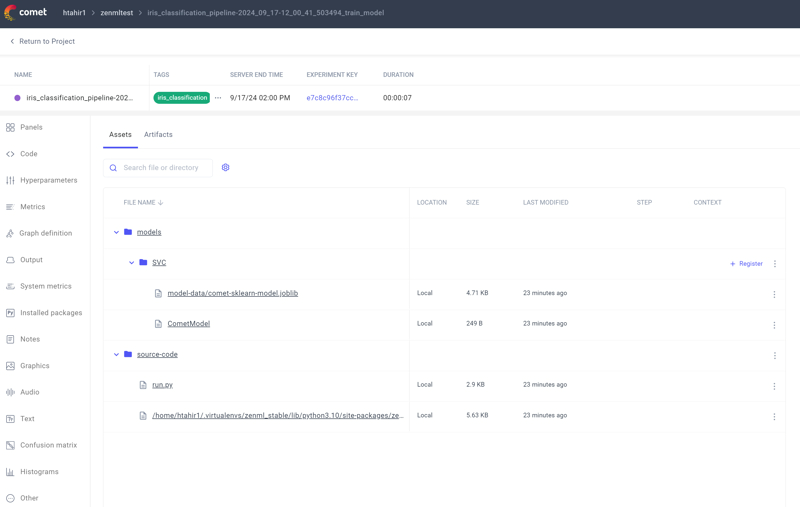 comet htahir1 > zenmltest > iris_classification_pipeline-2024_09_17-12_00_41_503494_train_model
Return to Project
NAME TAGS SERVER END TIME EXPERIMENT KEY DURATION
iris_classification_pipeline-202... iris_classification ... 9/17/24 02:00 PM e7c8c96f37cc... 00:00:07
Panels
Code
Hyperparameters
Metrics
Graph definition
Output
System metrics
Installed packages
Notes
Graphics
Audio
Text
Confusion matrix
Histograms
Other
Assets Artifacts
Search file or directory
FILE NAME LOCATION SIZE LAST MODIFIED STEP CONTEXT
models
SVC + Register
model-data/comet-sklearn-model.joblib Local 4.71 KB 23 minutes ago
CometModel Local 249 B 23 minutes ago
source-code
run.py Local 2.9 KB 23 minutes ago
/home/htahir1/.virtualenvs/zenml_stable/lib/python3.10/site-packages/ze... Local 5.63 KB 23 minutes ago